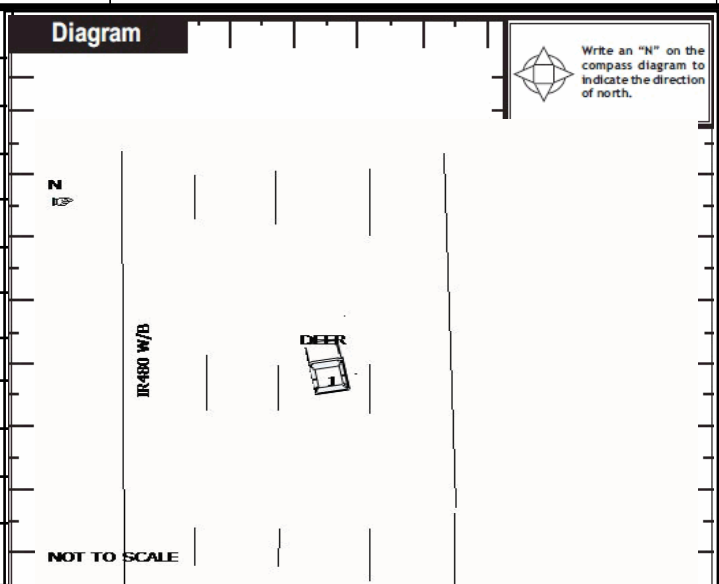 Diagram
Write an "N" on the
compass diagram to
indicate the direction
of north.
N
IR480 W/B
DEER
1
NOT TO SCALE